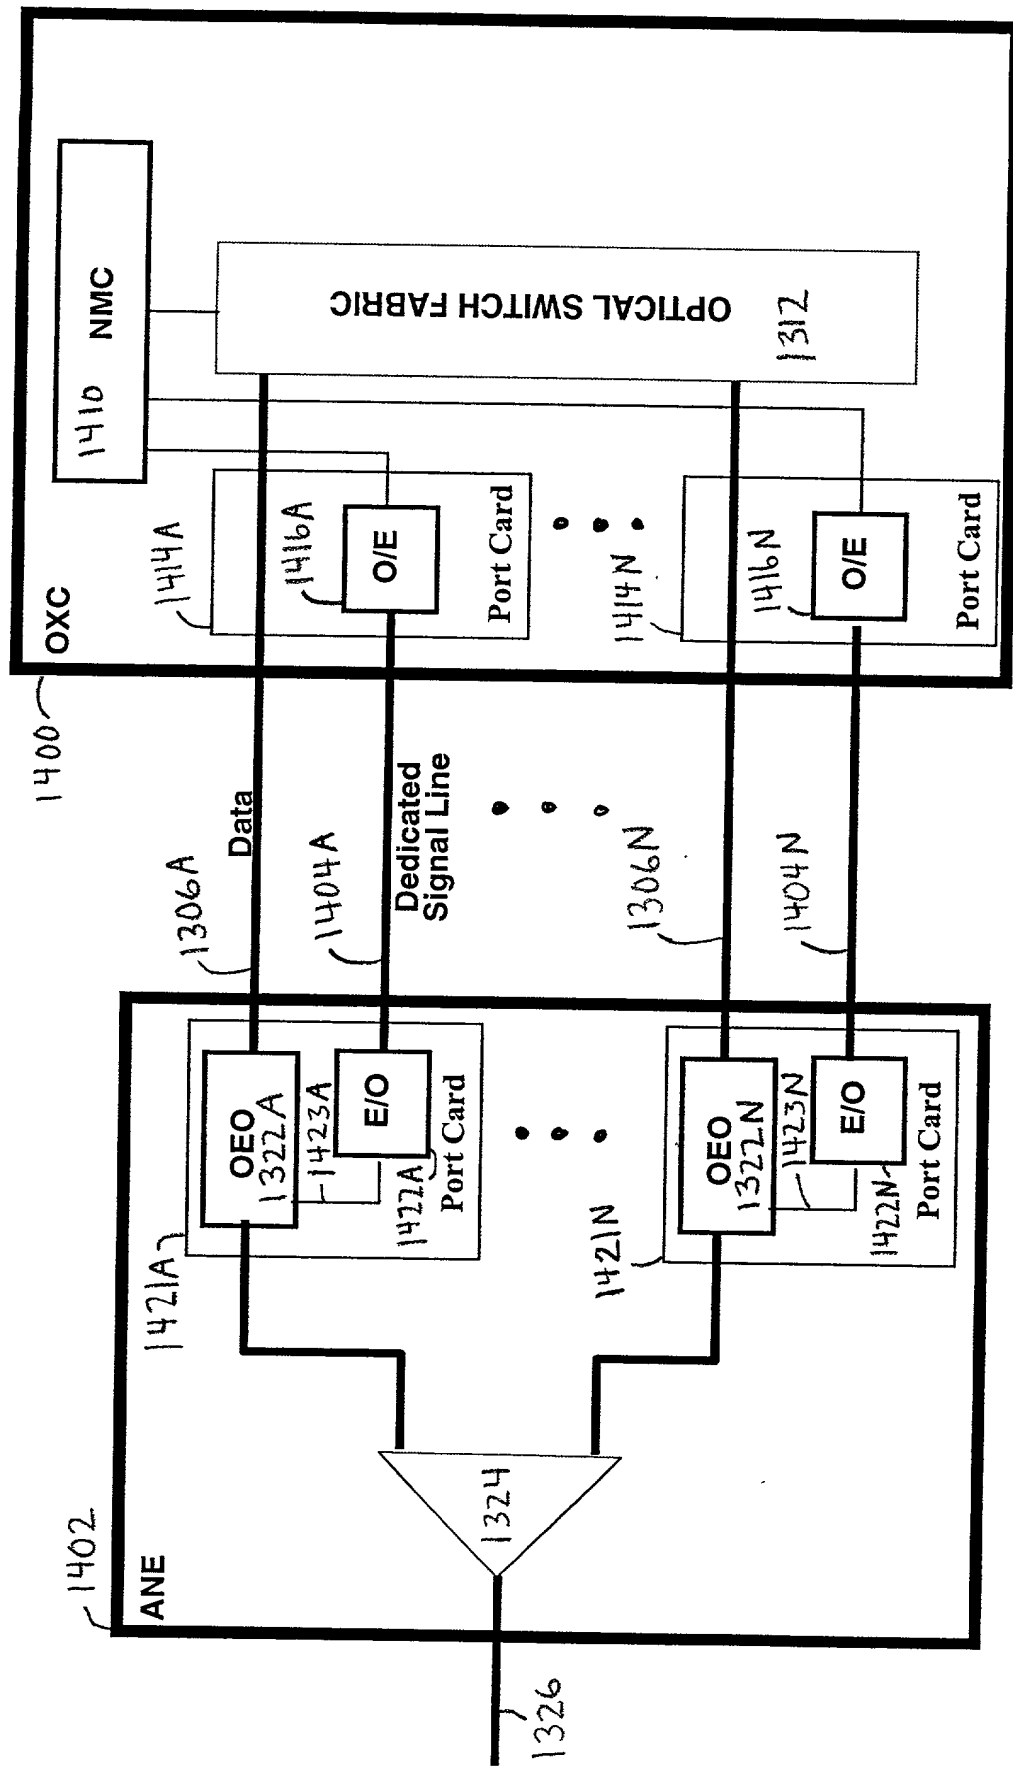 1402
ANE
1326
1324
1421A
OEO
1322A
1423A
E/O
1422A
Port Card
1421N
OEO
1322N
1423N
E/O
1422N
Port Card
1306A
Data
1404A
Dedicated
Signal Line
1306N
1404N
1400
OXC
1414A
1416A
O/E
Port Card
1414N
1416N
O/E
Port Card
1410 NMC
OPTICAL SWITCH FABRIC
1312